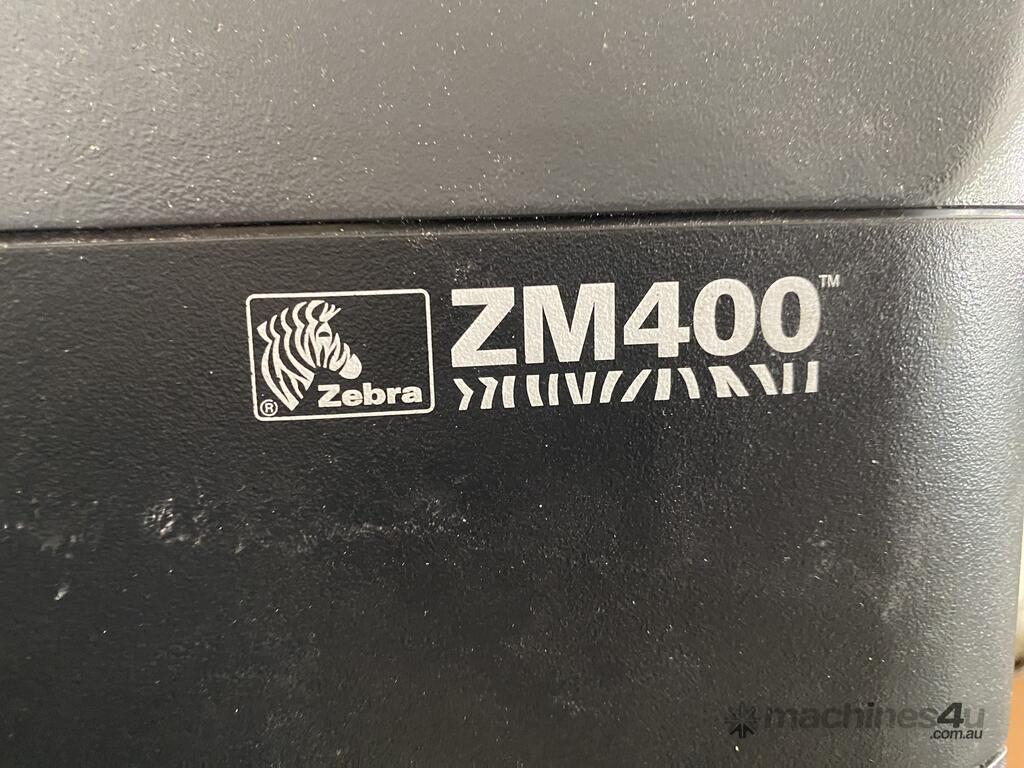 ZM400™
Zebra
®
machines4u
.com.au